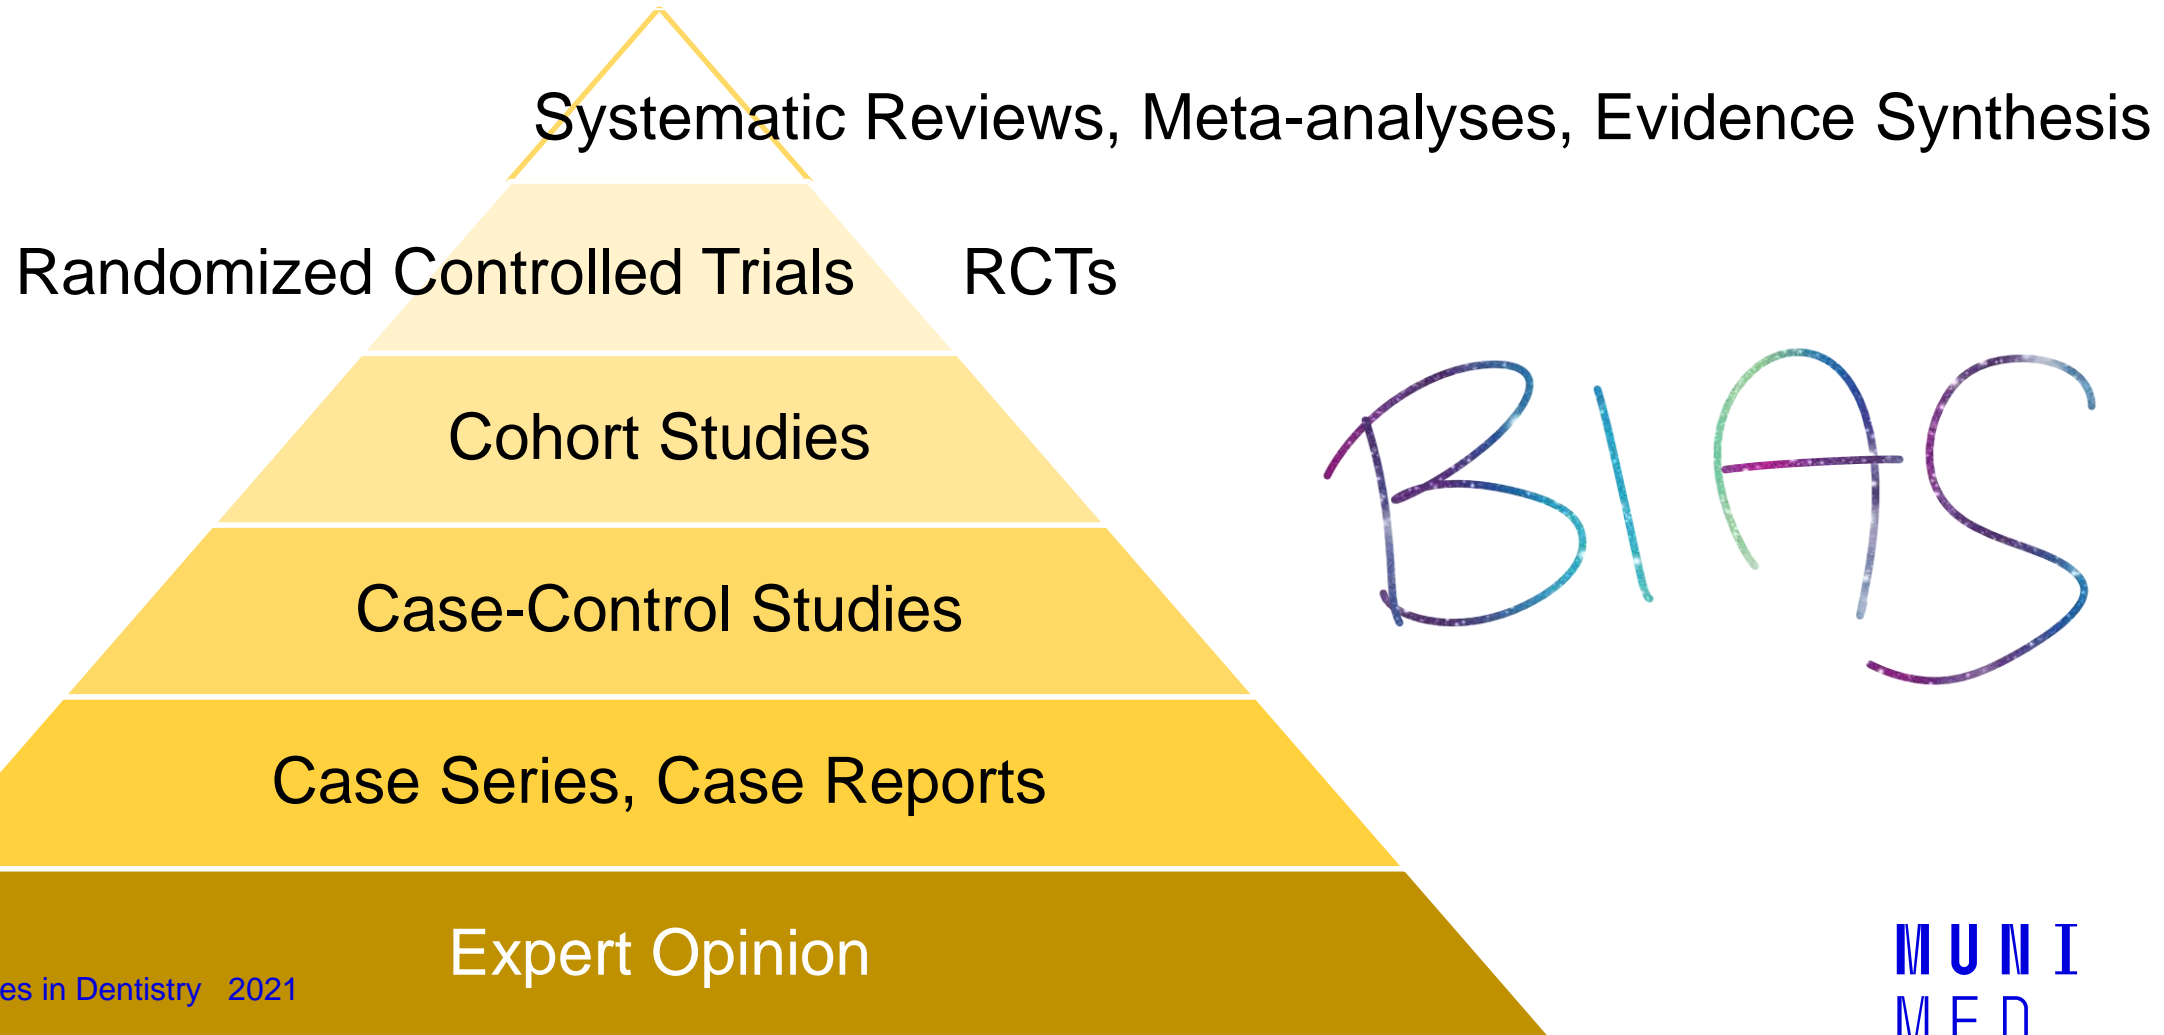 Systematic Reviews, Meta-analyses, Evidence Synthesis
Randomized Controlled Trials RCTs
Cohort Studies
BIAS
Case-Control Studies
Case Series, Case Reports
Expert Opinion
in Dentistry 2021
MUNI
MED